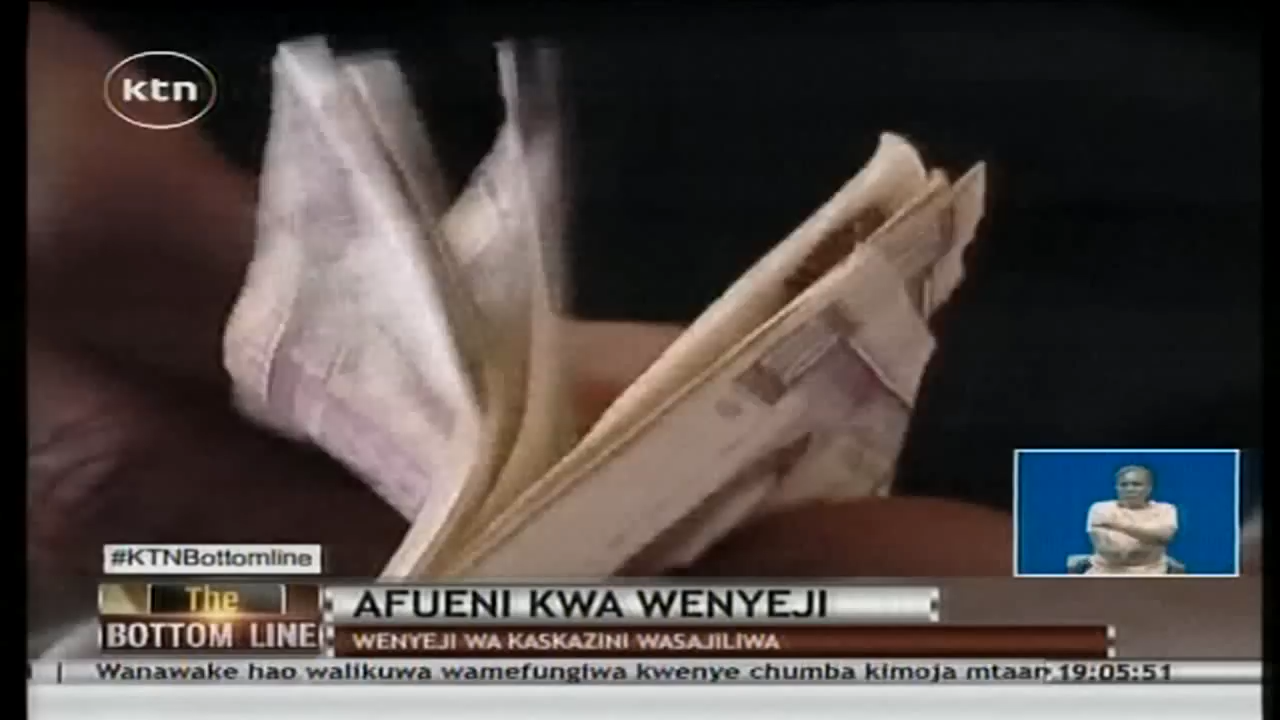 ktn
#KTNBottomline
The
BOTTOM LINE
AFUENI KWA WENYEJI
WENYEJI WA KASKAZINI WASAJILIWA
| Wanawake hao walikuwa wamefungiwa kwenye chumba kimoja mtaan 19:05:51